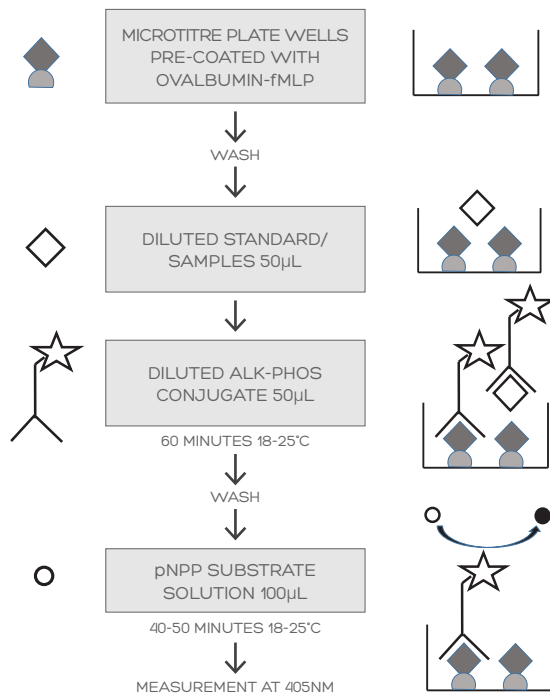 MICROTITRE PLATE WELLS
PRE-COATED WITH
OVALBUMIN-fMLP
WASH
DILUTED STANDARD/
SAMPLES 50µL
DILUTED ALK-PHOS
CONJUGATE 50µL
60 MINUTES 18-25°C
WASH
pNPP SUBSTRATE
SOLUTION 100µL
40-50 MINUTES 18-25°C
MEASUREMENT AT 405NM